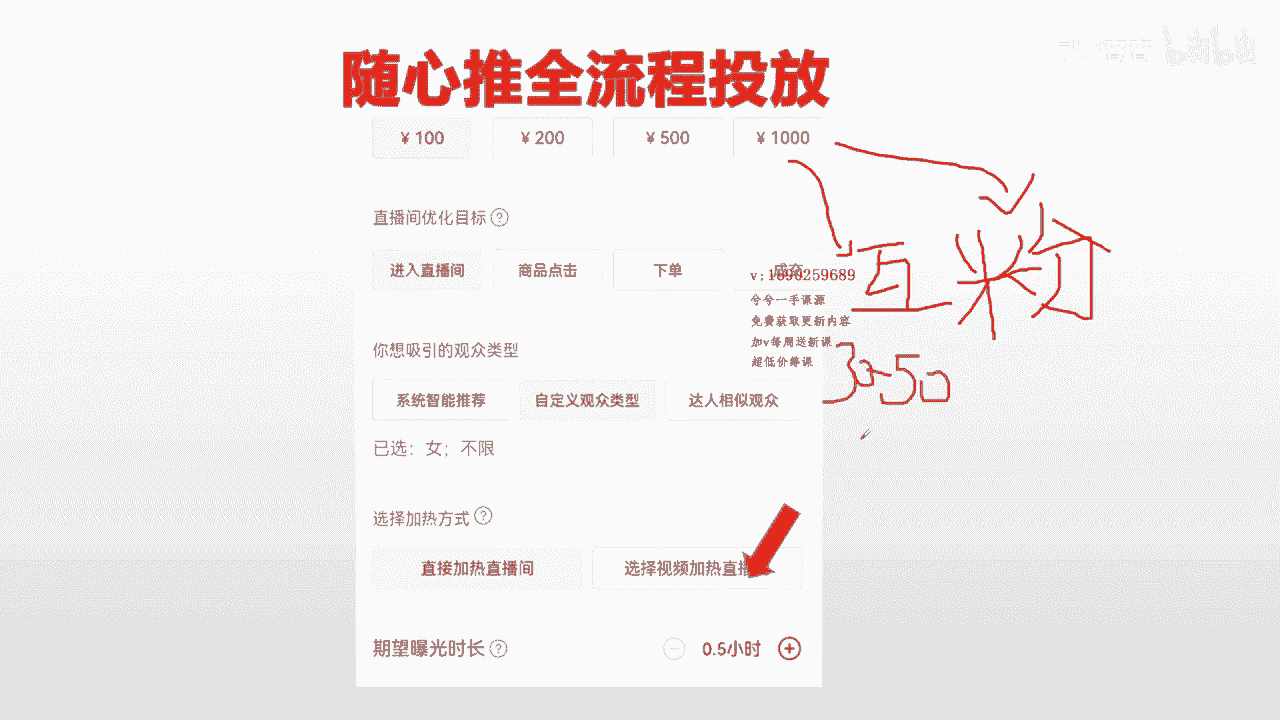 随心推全流程投放
bilibili
¥ 100
¥ 200
¥ 500
¥ 1000
直播间优化目标 ?
进入直播间
商品点击
下单
成交
v:1690259689
兮兮一手课源
免费获取更新内容
加v每周送新课
超低价筹课
互粉
30-50
你想吸引的观众类型
系统智能推荐
自定义观众类型
达人相似观众
已选：女；不限
选择加热方式 ?
直接加热直播间
选择视频加热直播
期望曝光时长 ?
0.5小时